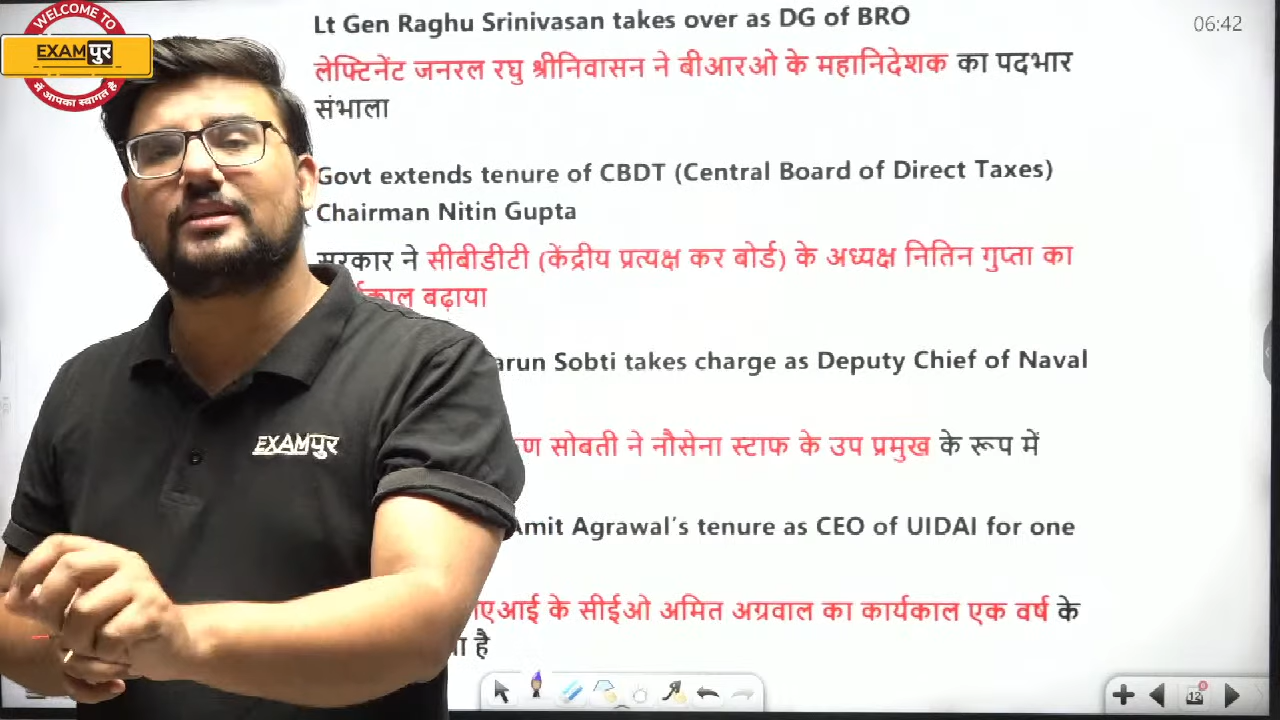 WELCOME TO
EXAMपुर
में आपका स्वागत है
06:42
Lt Gen Raghu Srinivasan takes over as DG of BRO
लेफ्टिनेंट जनरल रघु श्रीनिवासन ने बीआरओ के महानिदेशक का पदभार
संभाला
Govt extends tenure of CBDT (Central Board of Direct Taxes)
Chairman Nitin Gupta
सरकार ने सीबीडीटी (केंद्रीय प्रत्यक्ष कर बोर्ड) के अध्यक्ष नितिन गुप्ता का
बढ़ाया
Sobti takes charge as Deputy Chief of Naval
सोबती ने नौसेना स्टाफ के उप प्रमुख के रूप में
Amit Agrawal's tenure as CEO of UIDAI for one
के सीईओ अमित अग्रवाल का कार्यकाल एक वर्ष के
है
EXAMपुर
12